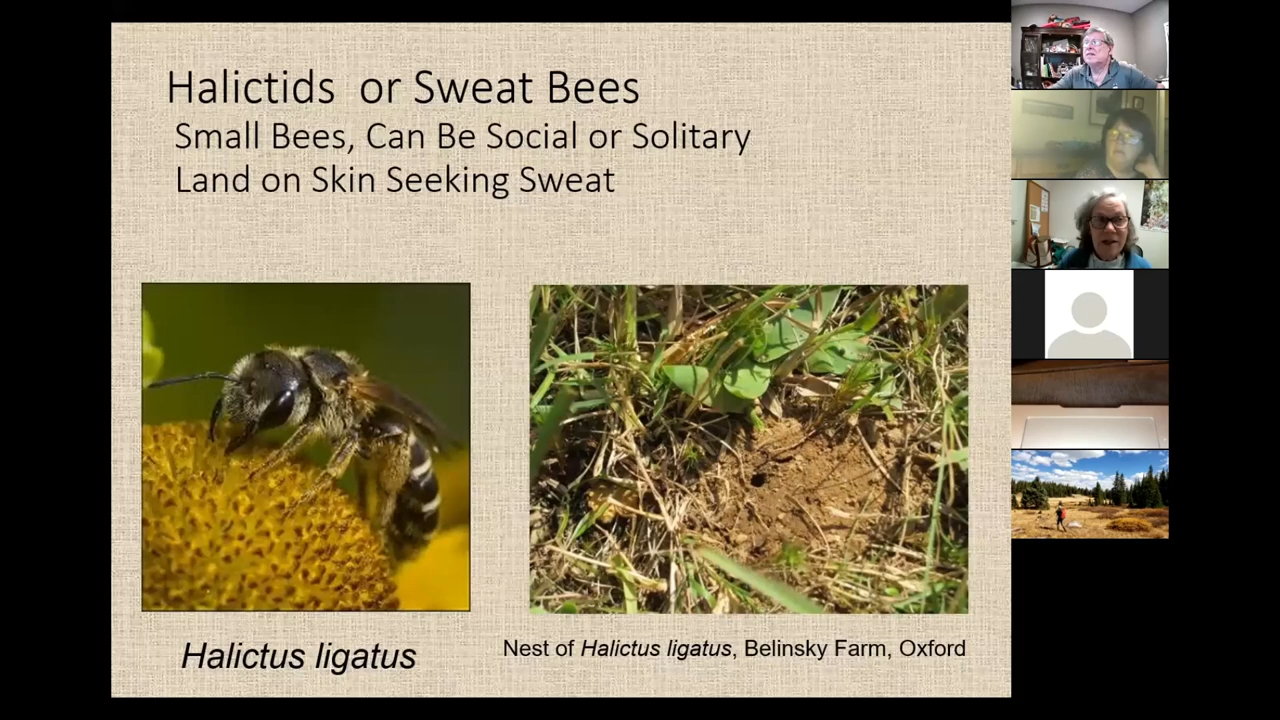 Halictids or Sweat Bees
Small Bees, Can Be Social or Solitary
Land on Skin Seeking Sweat
Halictus ligatus
Nest of Halictus ligatus, Belinsky Farm, Oxford